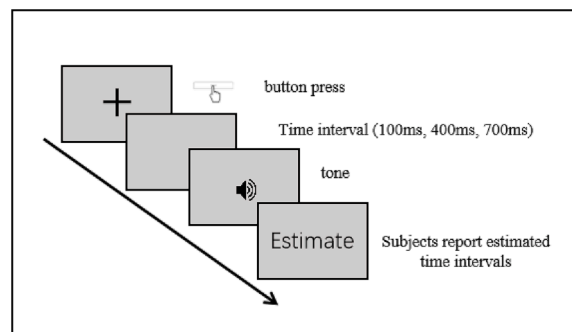 button press
Time interval (100ms, 400ms, 700ms)
tone
Estimate
Subjects report estimated
time intervals